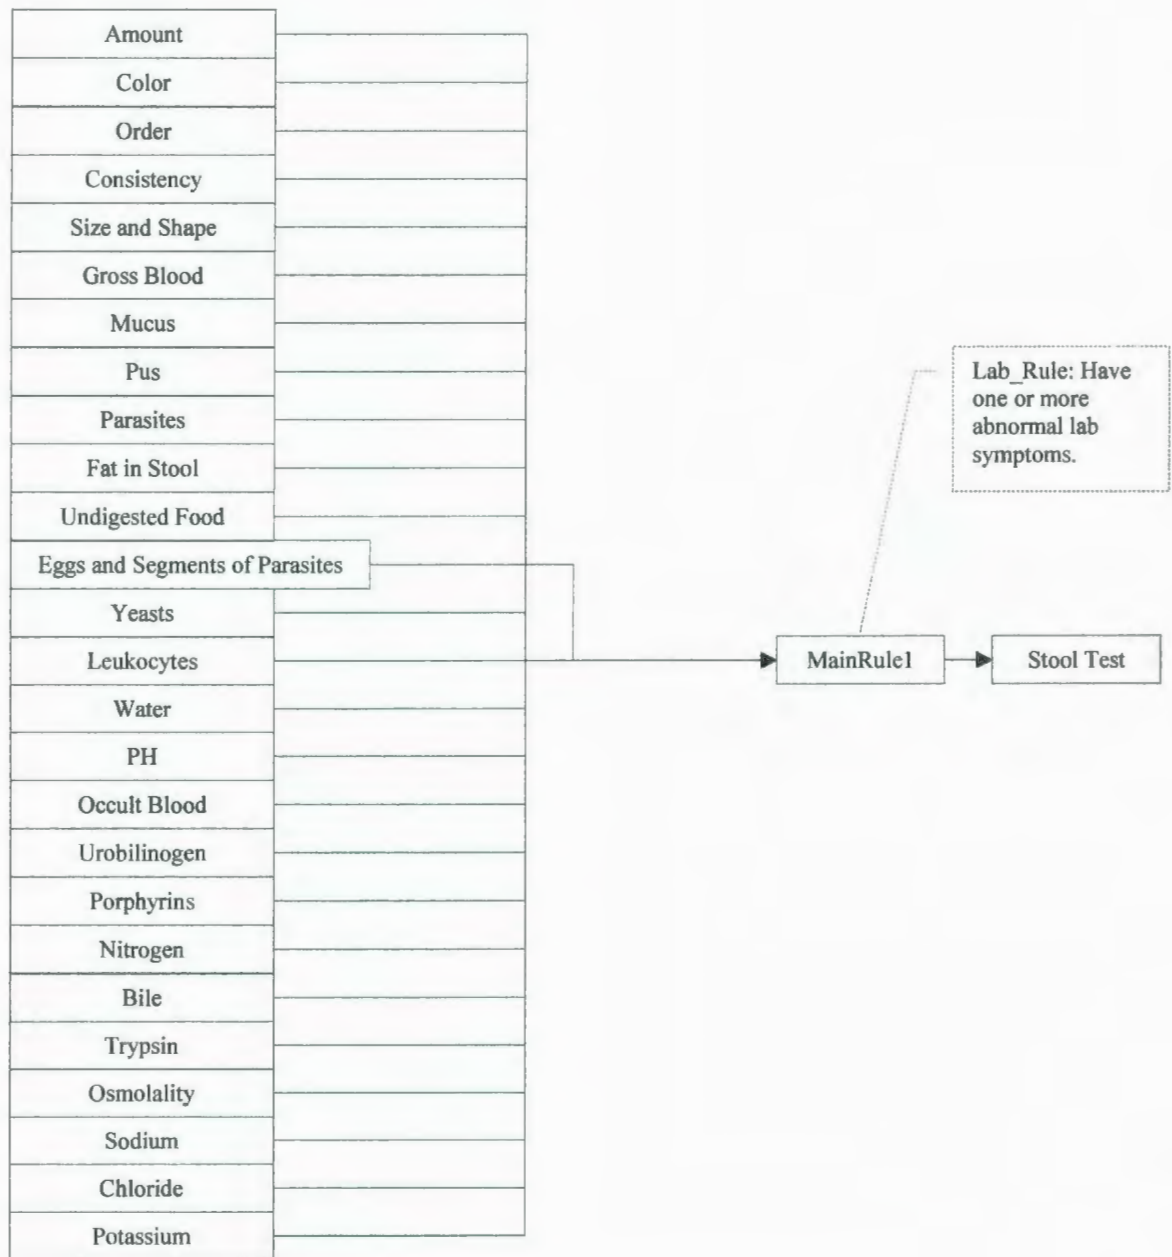 Amount
Color
Order
Consistency
Size and Shape
Gross Blood
Mucus
Pus
Parasites
Fat in Stool
Undigested Food
Eggs and Segments of Parasites
Yeasts
Leukocytes
Water
PH
Occult Blood
Urobilinogen
Porphyrins
Nitrogen
Bile
Trypsin
Osmolality
Sodium
Chloride
Potassium
Lab_Rule: Have
one or more
abnormal lab
symptoms.
MainRule1
Stool Test